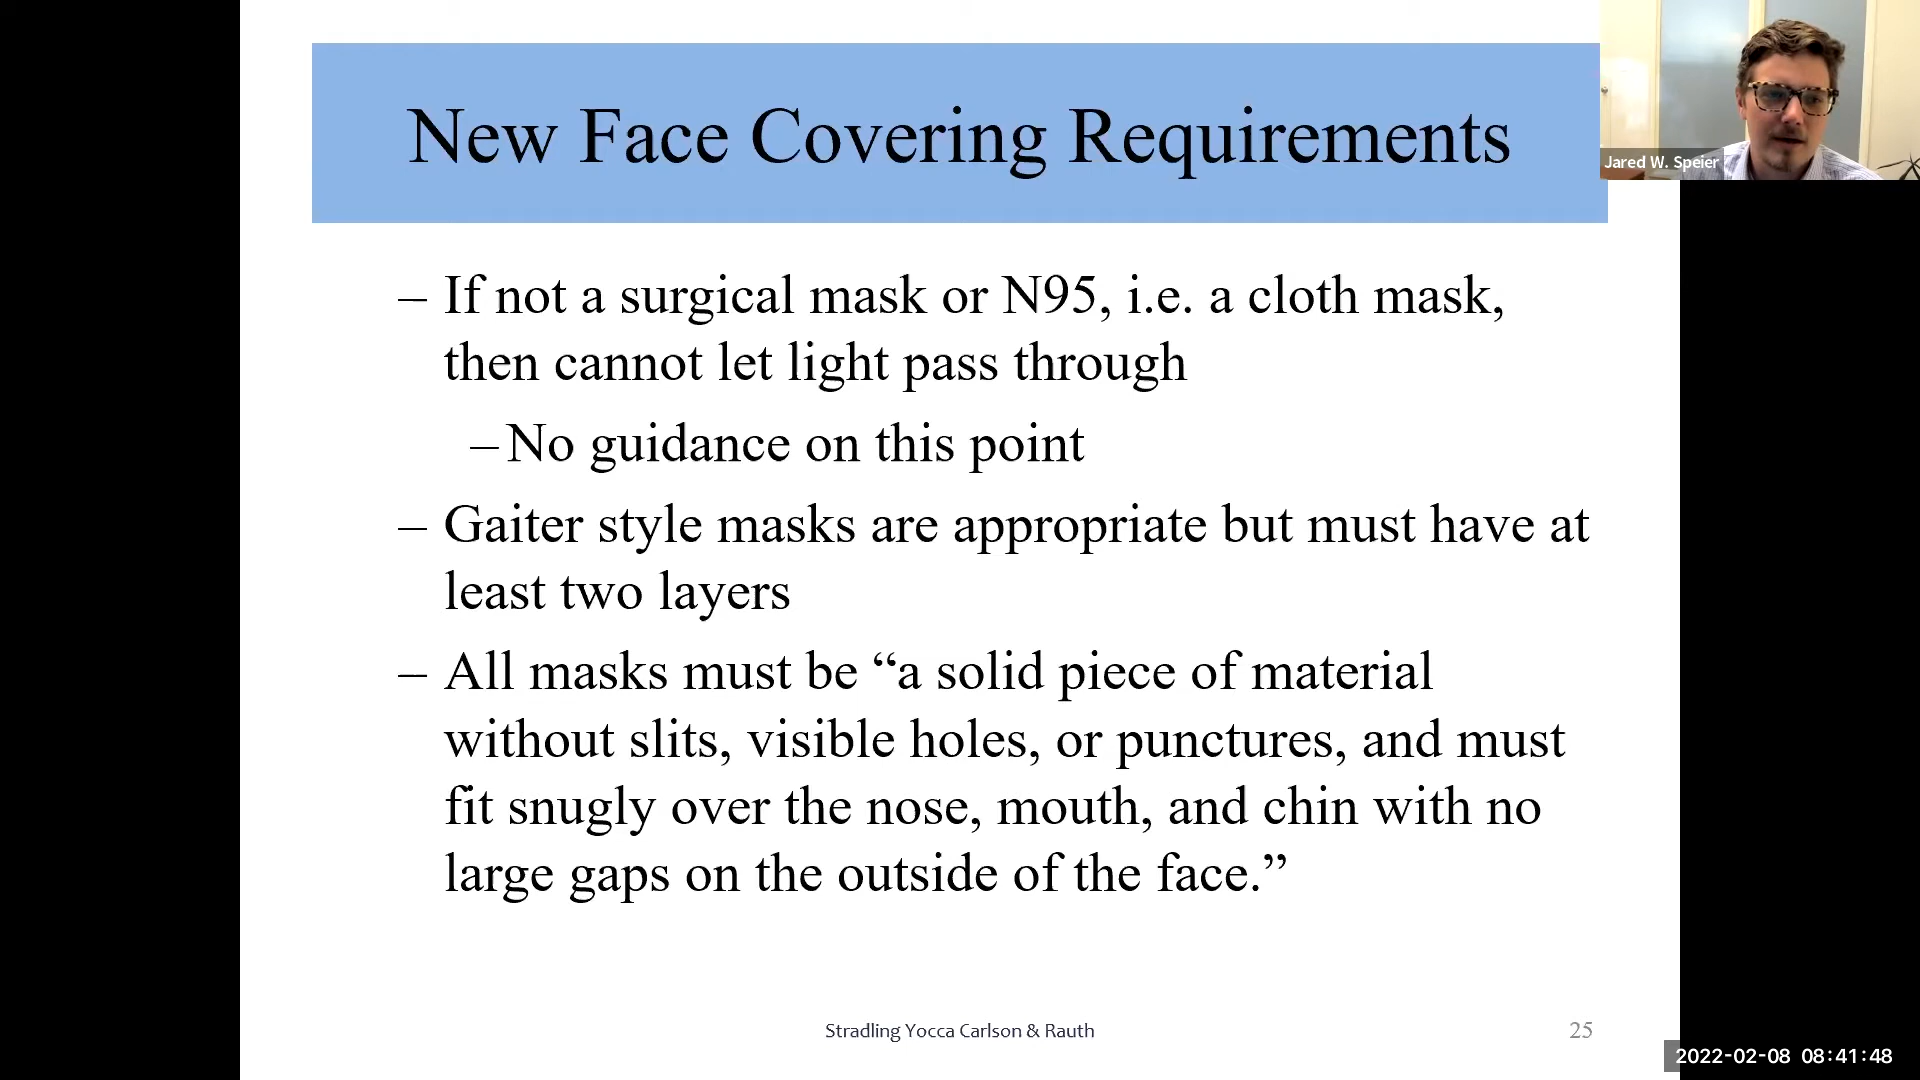 New Face Covering Requirements
Jared W. Speier
– If not a surgical mask or N95, i.e. a cloth mask,
then cannot let light pass through
– No guidance on this point
– Gaiter style masks are appropriate but must have at
least two layers
– All masks must be “a solid piece of material
without slits, visible holes, or punctures, and must
fit snugly over the nose, mouth, and chin with no
large gaps on the outside of the face.”
Stradling Yocca Carlson & Rauth
25
2022-02-08 08:41:48